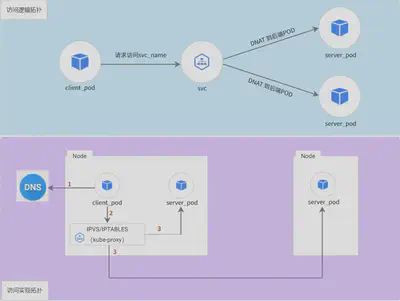 访问逻辑拓扑
client_pod
请求访问svc_name
svc
DNAT 到后端POD
DNAT 到后端POD
server_pod
server_pod
Node
Node
DNS
1
client_pod
server_pod
server_pod
2
IPVS/IPTABLES
(kube-proxy)
3
3
访问实际拓扑